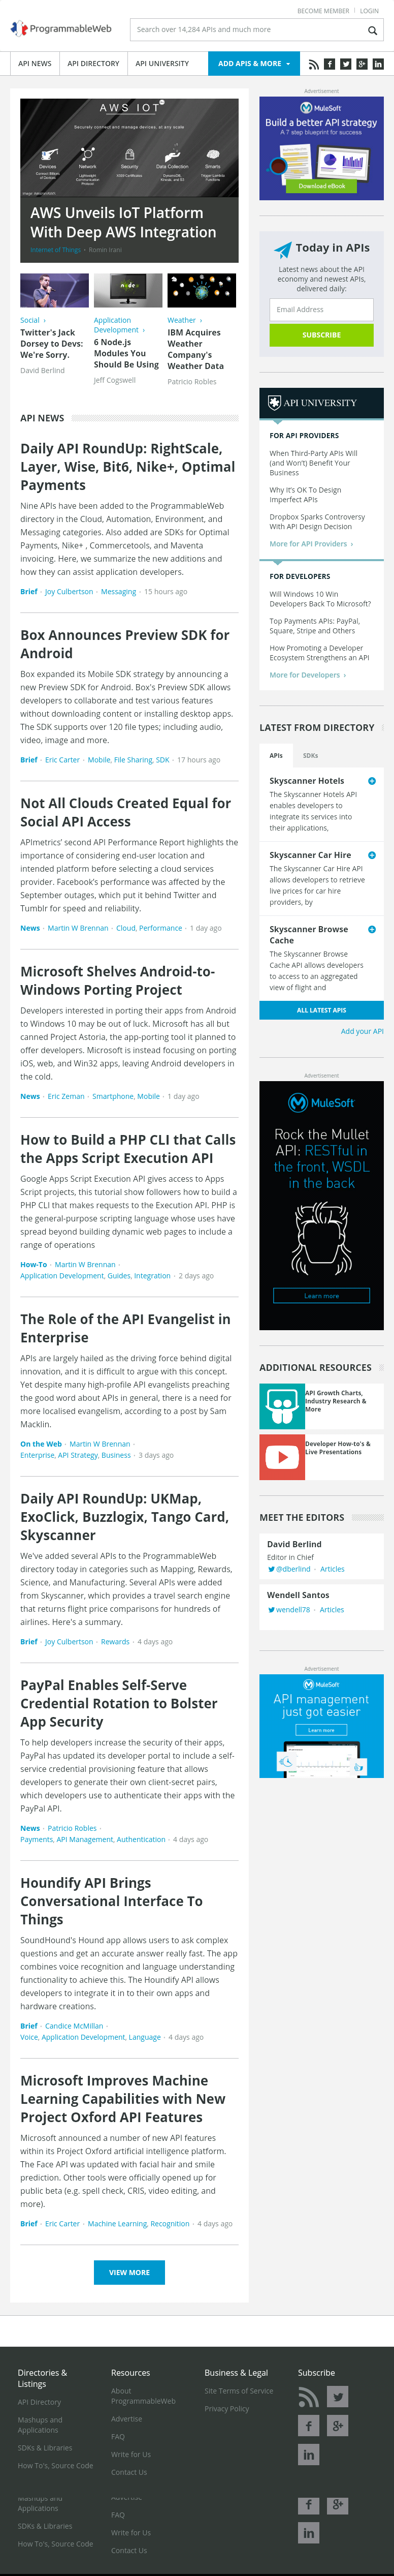 BECOME MEMBER
LOGIN
ProgrammableWeb
Search over 14,284 APIs and much more
API NEWS
API DIRECTORY
API UNIVERSITY
ADD APIS & MORE
AWS IOT
Securely connect and manage devices, at any scale
Devices
Network
Security
Data Collection
Smarts
AWS Unveils IoT Platform
With Deep AWS Integration
Internet of Things - Romin Irani
Social ›
Twitter's Jack
Dorsey to Devs:
We're Sorry.
David Berlind
Application
Development ›
6 Node.js
Modules You
Should Be Using
Jeff Cogswell
Weather ›
IBM Acquires
Weather
Company's
Weather Data
Patricio Robles
API NEWS
Daily API RoundUp: RightScale,
Layer, Wise, Bit6, Nike+, Optimal
Payments
Nine APIs have been added to the ProgrammableWeb
directory in the Cloud, Automation, Environment, and
Messaging categories. Also added are SDKs for Optimal
Payments, Nike+ , Commercetools, and Maventa
invoicing. Here, we summarize the new additions and
how they can assist application developers.
Brief - Joy Culbertson - Messaging - 15 hours ago
Box Announces Preview SDK for
Android
Box expanded its Mobile SDK strategy by announcing a
new Preview SDK for Android. Box's Preview SDK allows
developers to collaborate and test various features
without downloading content or installing desktop apps.
The SDK supports over 120 file types; including audio,
video, image and more.
Brief - Eric Carter - Mobile, File Sharing, SDK - 17 hours ago
Not All Clouds Created Equal for
Social API Access
APImetrics' second API Performance Report highlights the
importance of considering end-user location and
intended platform before selecting a cloud services
provider. Facebook's performance was affected by the
September outages, which put it behind Twitter and
Tumblr for speed and reliability.
News - Martin W Brennan - Cloud, Performance - 1 day ago
Microsoft Shelves Android-to-
Windows Porting Project
Developers interested in porting their apps from Android
to Windows 10 may be out of luck. Microsoft has all but
canned Project Astoria, the app-porting tool it planned to
offer developers. Microsoft is instead focusing on porting
iOS, web, and Win32 apps, leaving Android developers in
the cold.
News - Eric Zeman - Smartphone, Mobile - 1 day ago
How to Build a PHP CLI that Calls
the Apps Script Execution API
Google Apps Script Execution API gives access to Apps
Script projects, this tutorial show followers how to build a
PHP CLI that makes requests to the Execution API. PHP is
the general-purpose scripting language whose uses have
spread beyond building dynamic web pages to include a
range of operations
How-To - Martin W Brennan -
Application Development, Guides, Integration - 2 days ago
The Role of the API Evangelist in
Enterprise
APIs are largely hailed as the driving force behind digital
innovation, and it is difficult to argue with this concept.
Yet despite many high-profile API evangelists preaching
the good word about APIs in general, there is a need for
more localised evangelism, according to a post by Sam
Macklin.
On the Web - Martin W Brennan -
Enterprise, API Strategy, Business - 3 days ago
Daily API RoundUp: UKMap,
ExoClick, Buzzlogix, Tango Card,
Skyscanner
We've added several APIs to the ProgrammableWeb
directory today in categories such as Mapping, Rewards,
Science, and Manufacturing. Several APIs were added
from Skyscanner, which provides a travel search engine
that returns flight price comparisons for hundreds of
airlines. Here's a summary.
Brief - Joy Culbertson - Rewards - 4 days ago
PayPal Enables Self-Serve
Credential Rotation to Bolster
App Security
To help developers increase the security of their apps,
PayPal has updated its developer portal to include a self-
service credential provisioning feature that allows
developers to generate their own client-secret pairs,
which developers use to authenticate their apps with the
PayPal API.
News - Patricio Robles -
Payments, API Management, Authentication - 4 days ago
Houndify API Brings
Conversational Interface To
Things
SoundHound's Hound app allows users to ask complex
questions and get an accurate answer really fast. The app
combines voice recognition and language understanding
functionality to achieve this. The Houndify API allows
developers to integrate it in to their own apps and
hardware creations.
Brief - Candice McMillan -
Voice, Application Development, Language - 4 days ago
Microsoft Improves Machine
Learning Capabilities with New
Project Oxford API Features
Microsoft announced a number of new API features
within its Project Oxford artificial intelligence platform.
The Face API was updated with facial hair and smile
prediction. Other tools were officially opened up for
public beta (e.g. spell check, CRIS, video editing, and
more).
Brief - Eric Carter - Machine Learning, Recognition - 4 days ago
VIEW MORE
Advertisement
MuleSoft
Build a better API strategy
A 7 step blueprint for success
Download eBook
Today in APIs
Latest news about the API
economy and newest APIs,
delivered daily:
Email Address
SUBSCRIBE
API UNIVERSITY
FOR API PROVIDERS
When Third-Party APIs Will
(and Won't) Benefit Your
Business
Why It's OK To Design
Imperfect APIs
Dropbox Sparks Controversy
With API Design Decision
More for API Providers ›
FOR DEVELOPERS
Will Windows 10 Win
Developers Back To Microsoft?
Top Payments APIs: PayPal,
Square, Stripe and Others
How Promoting a Developer
Ecosystem Strengthens an API
More for Developers ›
LATEST FROM DIRECTORY
APIs
SDKs
Skyscanner Hotels
The Skyscanner Hotels API
enables developers to
integrate its services into
their applications,
Skyscanner Car Hire
The Skyscanner Car Hire API
allows developers to retrieve
live prices for car hire
providers, by
Skyscanner Browse
Cache
The Skyscanner Browse
Cache API allows developers
to access to an aggregated
view of flight and
ALL LATEST APIS
Add your API
Advertisement
MuleSoft
Rock the Mullet
API: RESTful in
the front, WSDL
in the back
Learn more
ADDITIONAL RESOURCES
API Growth Charts,
Industry Research &
More
Developer How-to's &
Live Presentations
MEET THE EDITORS
David Berlind
Editor in Chief
@dberlind - Articles
Wendell Santos
wendell78 - Articles
Advertisement
MuleSoft
API management
just got easier
Learn more
Directories &
Listings
API Directory
Mashups and
Applications
SDKs & Libraries
How To's, Source Code
Resources
About
ProgrammableWeb
Advertise
FAQ
Write for Us
Contact Us
Business & Legal
Site Terms of Service
Privacy Policy
Subscribe
Applications
SDKs & Libraries
How To's, Source Code
FAQ
Write for Us
Contact Us